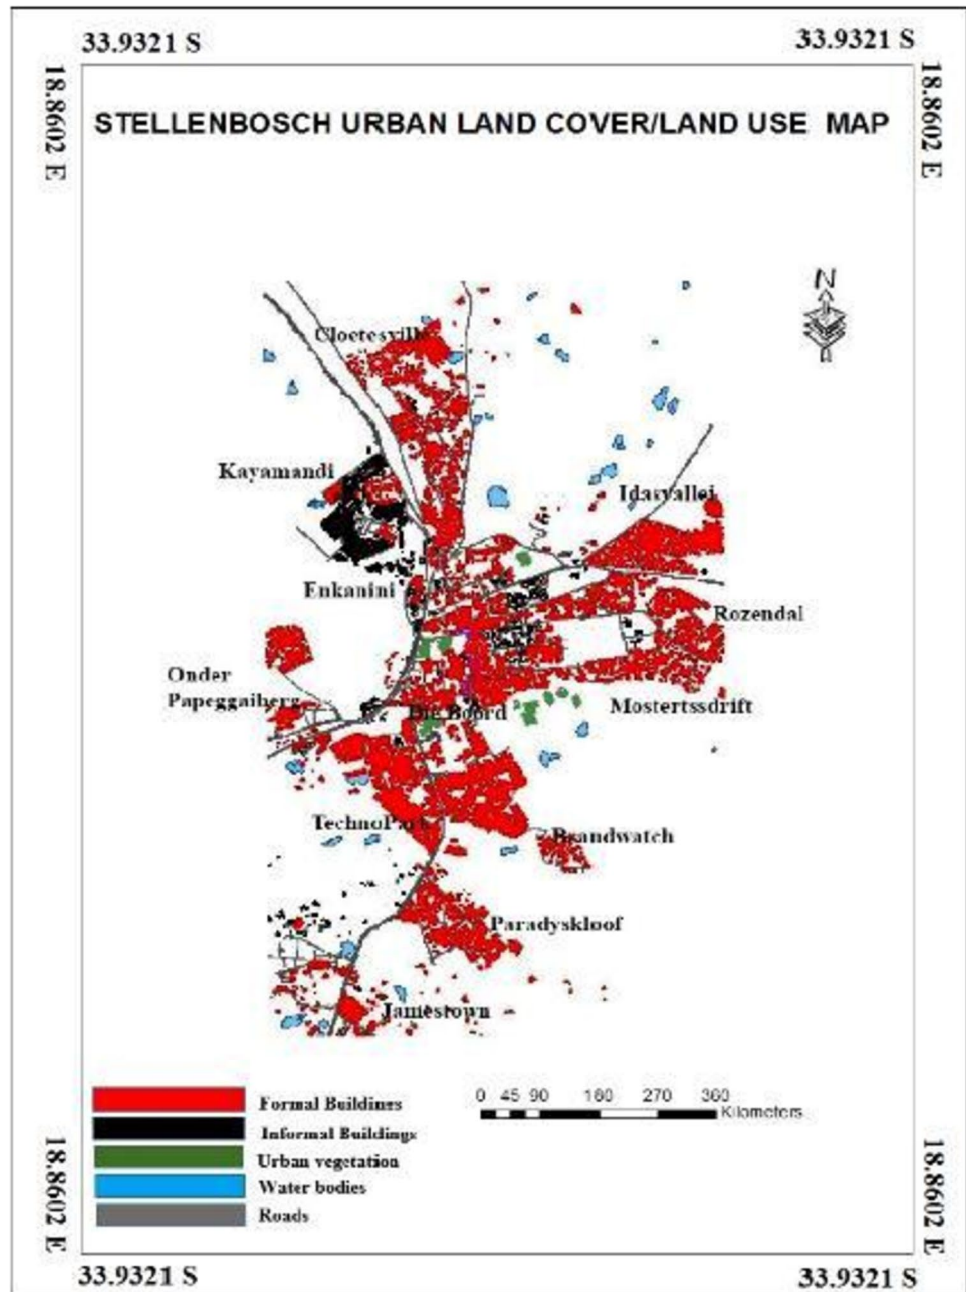 33.9321 S
33.9321 S
18.8602 E
18.8602 E
STELLENBOSCH URBAN LAND COVER/LAND USE MAP
N
Cloetesville
Kayamandi
Idasvallei
Enkanini
Rozendal
Onder
Papeggaiberg
Mostertssdrift
Die Boord
TechnoPark
Brandwatch
Paradyskloof
Jamestown
Formal Buildines
Informal Buildings
Urban vegetatiion
Water bodies
Roads
0 45 90 180 270 360
Kilometers
18.8602 E
18.8602 E
33.9321 S
33.9321 S